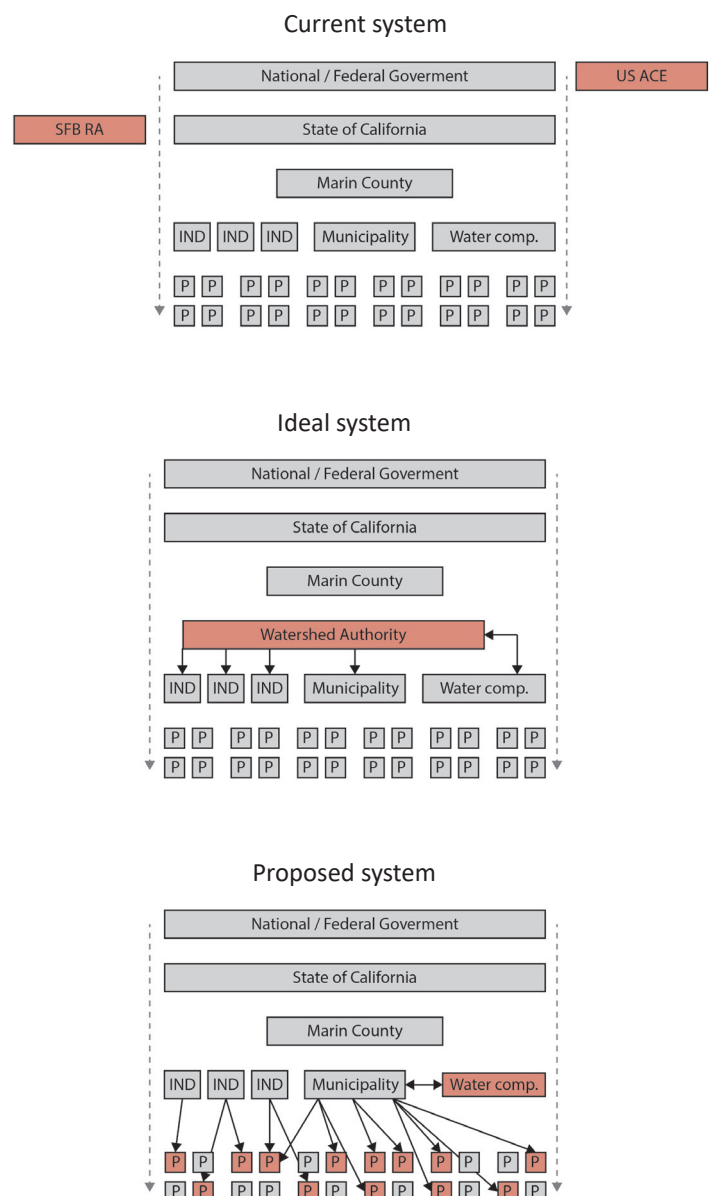 Current system
National / Federal Goverment US ACE
SFB RA State of California
Marin County
IND IND IND Municipality Water comp.
P P P P P P P P P P P P
P P P P P P P P P P P P
Ideal system
National / Federal Goverment
State of California
Marin County
Watershed Authority
IND IND IND Municipality Water comp.
P P P P P P P P P P P P
P P P P P P P P P P P P
Proposed system
National / Federal Goverment
State of California
Marin County
IND IND IND Municipality Water comp.
P P P P P P P P P P P P
P P P P P P P P P P P P